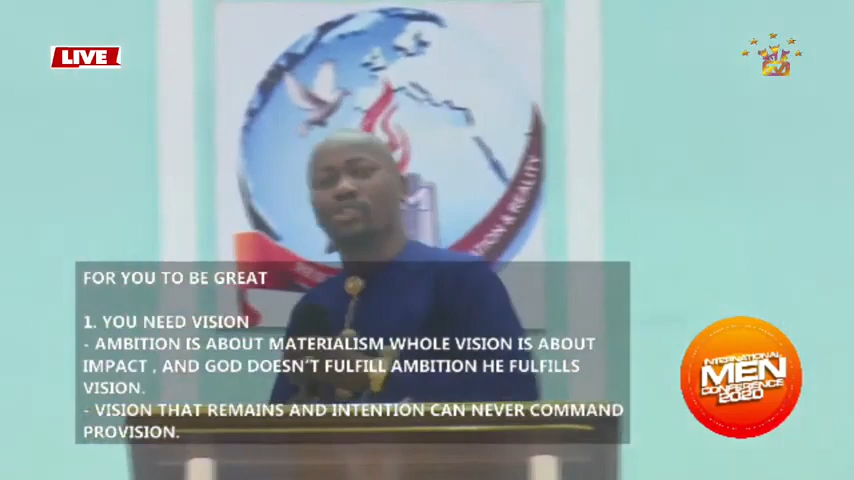 LIVE
TION & REALITY
FOR YOU TO BE GREAT
1. YOU NEED VISION
- AMBITION IS ABOUT MATERIALISM WHOLE VISION IS ABOUT
IMPACT , AND GOD DOESN'T FULFILL AMBITION HE FULFILLS
VISION.
- VISION THAT REMAINS AND INTENTION CAN NEVER COMMAND
PROVISION.
INTERNATIONAL
MEN
CONFERENCE
2020